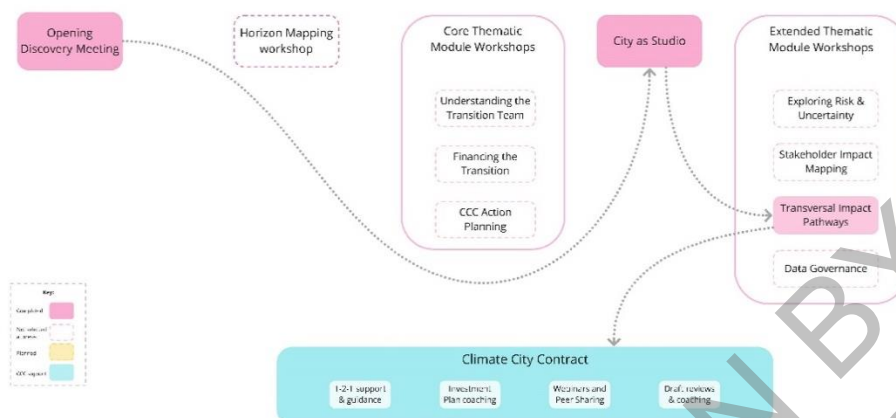 Opening
Discovery Meeting
Horizon Mapping
workshop
Core Thematic
Module Workshops
Understanding the
Transition Team
Financing the
Transition
CCC Action
Planning
City as Studio
Extended Thematic
Module Workshops
Exploring Risk &
Uncertainty
Stakeholder Impact
Mapping
Transversal Impact
Pathways
Data Governance
Key:
Completed
Not selected
Planned
CCC support
Climate City Contract
1-2-1 support
& guidance
Investment
Plan coaching
Webinars and
Peer Sharing
Draft reviews
& coaching
N BY